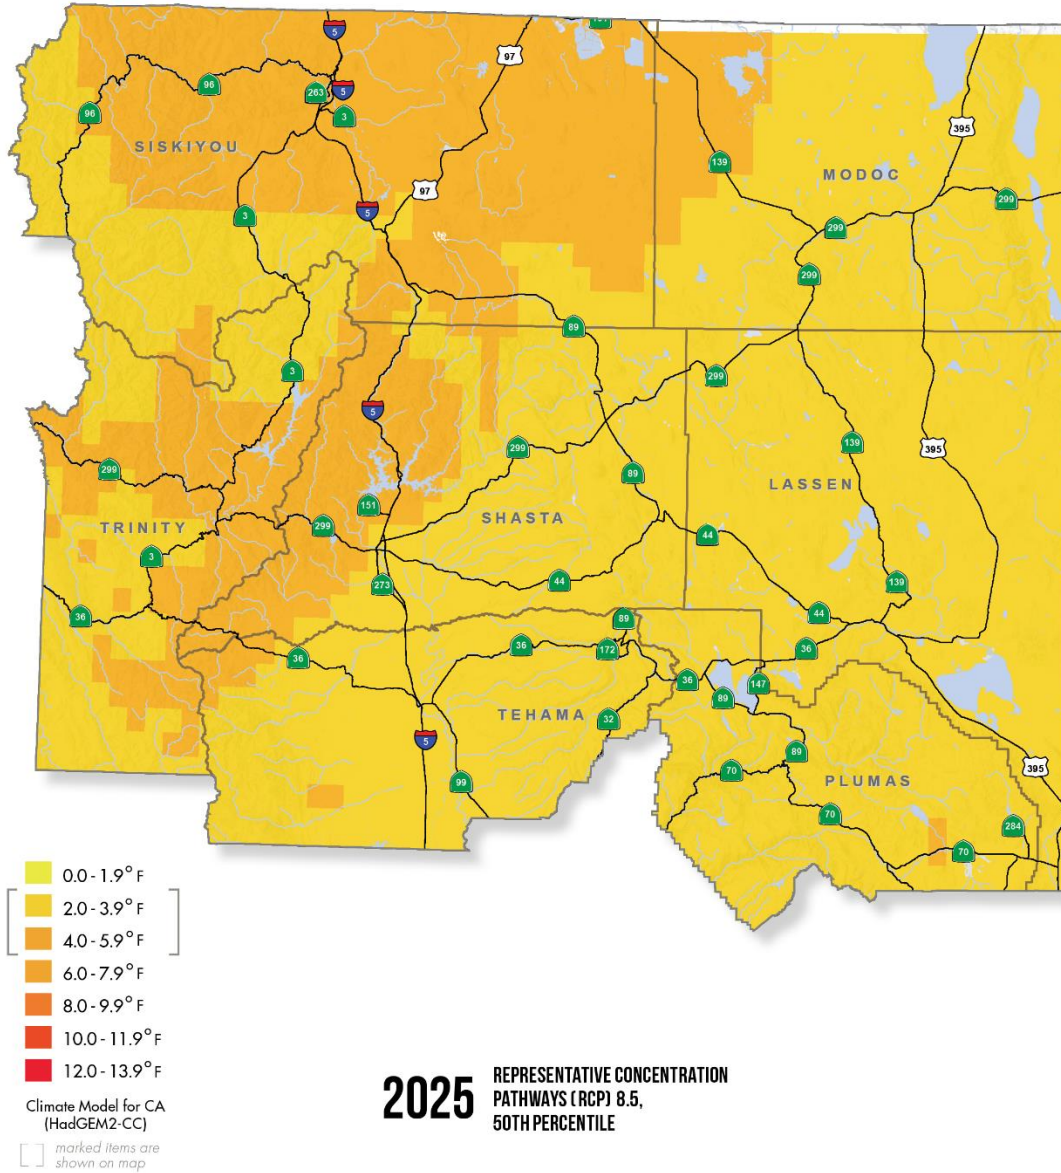 5
97
101
96
263
5
96
3
395
SISKIYOU
139
MODOC
97
299
5
3
299
299
89
3
299
5
299
139
395
299
89
LASSEN
151
SHASTA
TRINITY
299
44
3
273
44
139
36
89
44
36
172
36
36
36
147
89
TEHAMA
32
5
89
395
70
99
PLUMAS
70
284
70
0.0 - 1.9° F
2.0 - 3.9° F
4.0 - 5.9° F
6.0 - 7.9° F
8.0 - 9.9° F
10.0 - 11.9° F
12.0 - 13.9° F
Climate Model for CA
(HadGEM2-CC)
marked items are
shown on map
2025
REPRESENTATIVE CONCENTRATION
PATHWAYS (RCP) 8.5,
50TH PERCENTILE